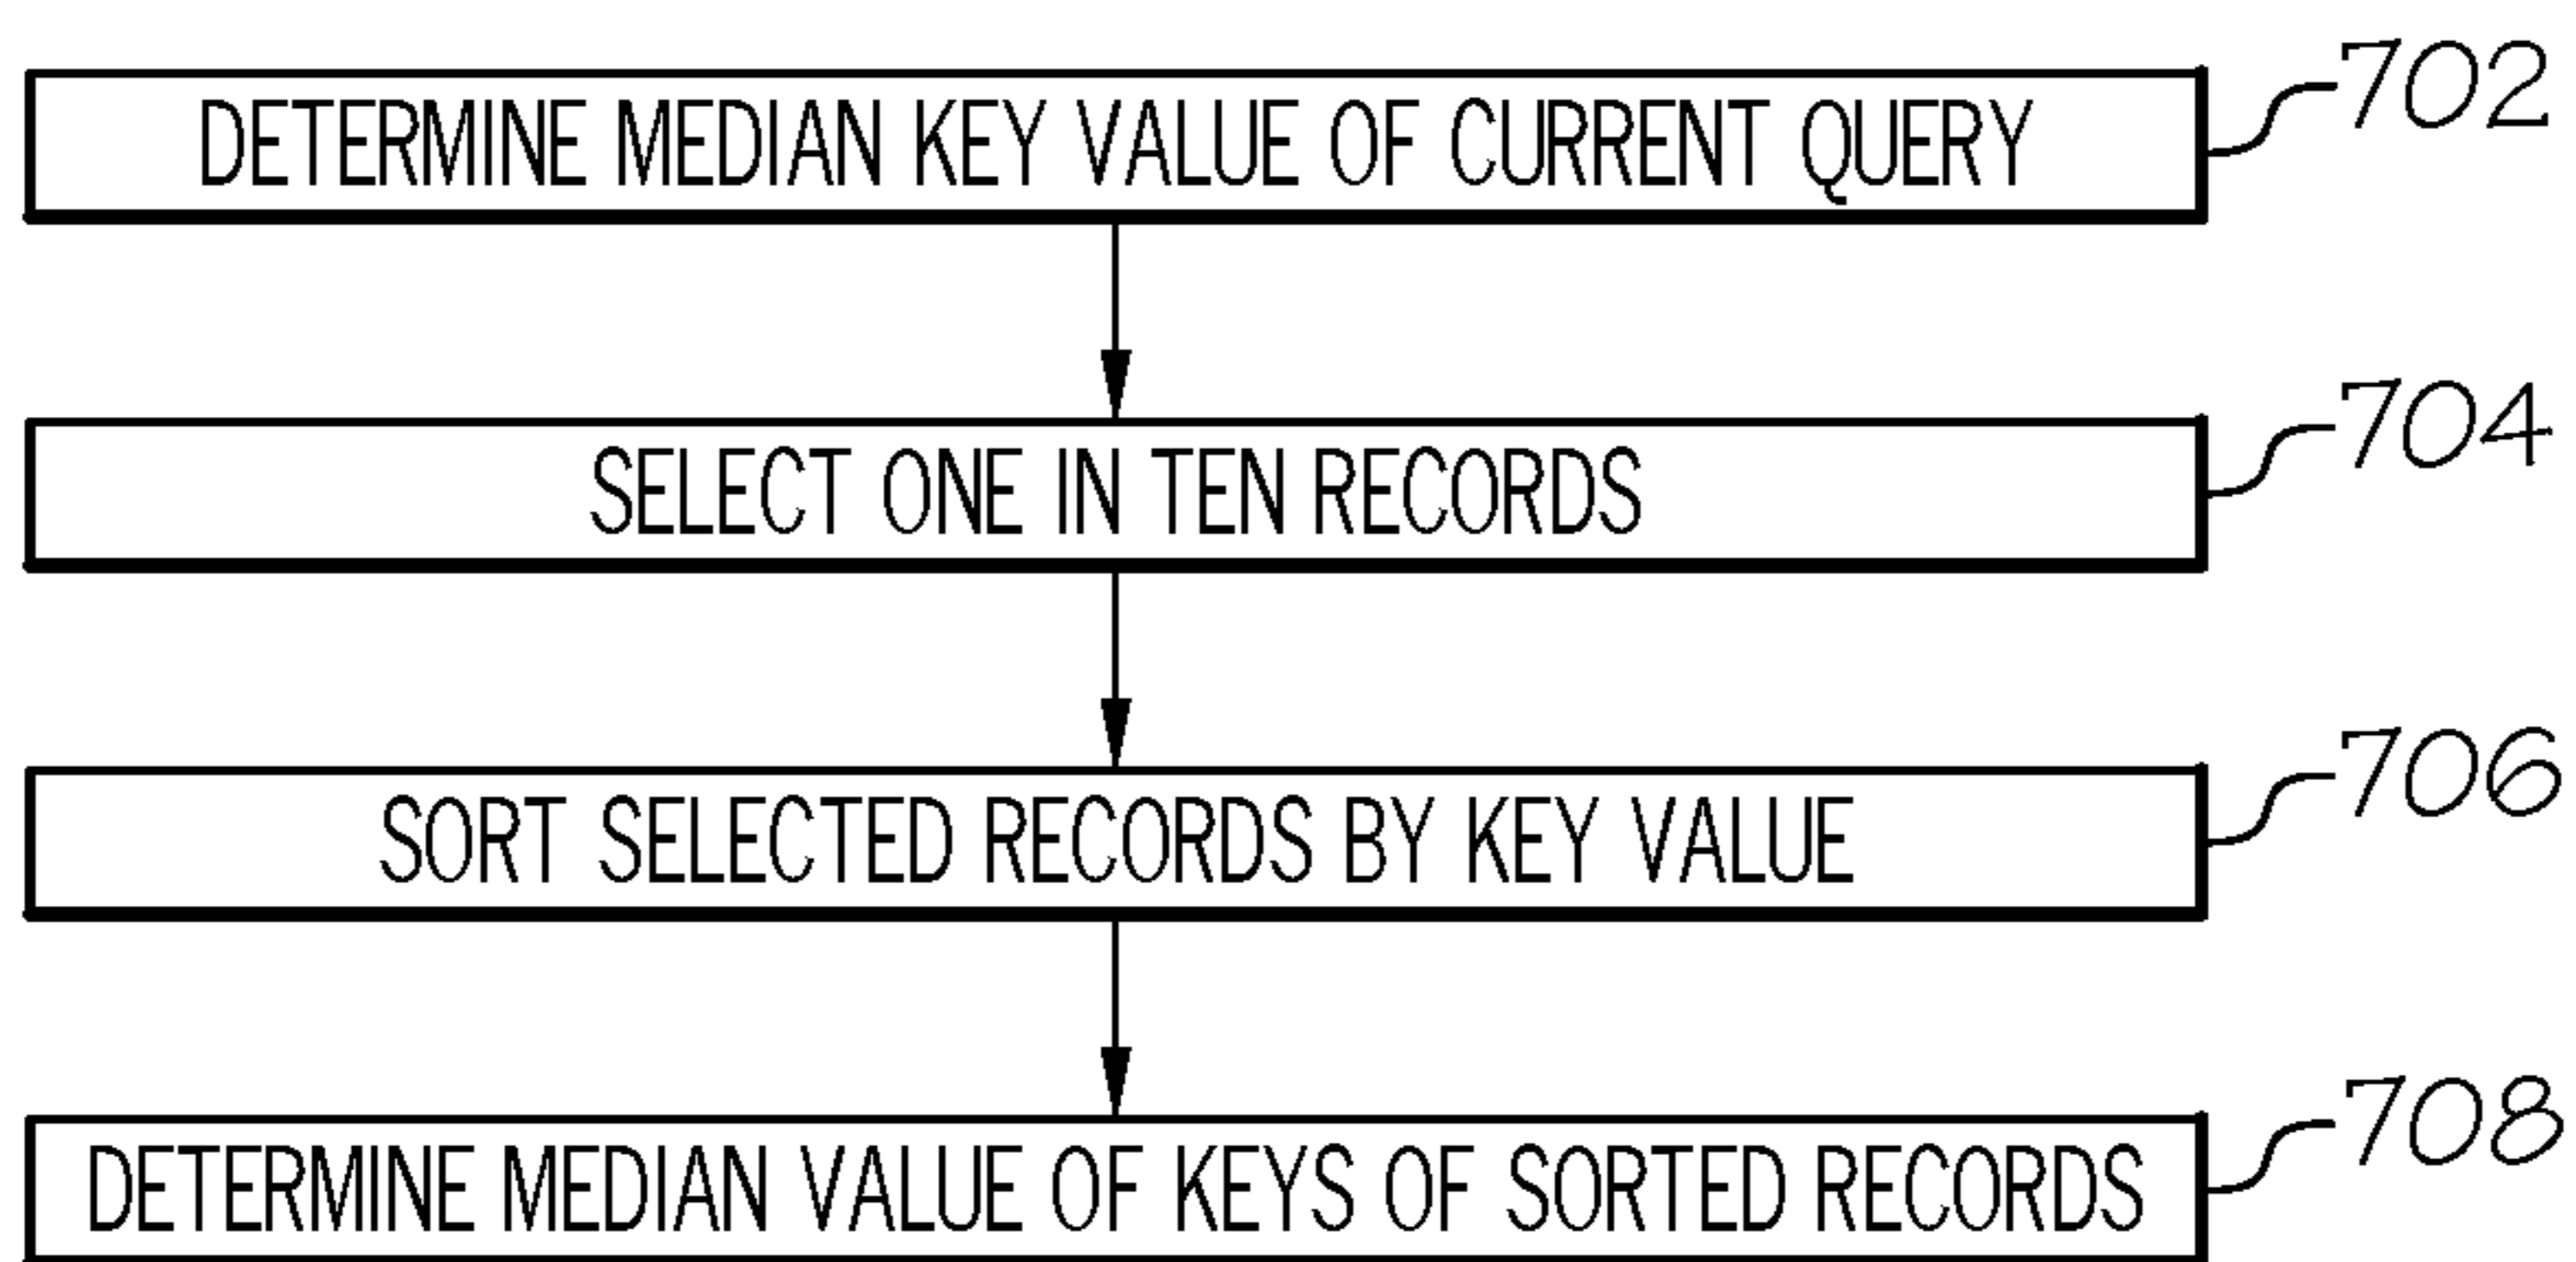 DETERMINE MEDIAN KEY VALUE OF CURRENT QUERY 702
SELECT ONE IN TEN RECORDS 704
SORT SELECTED RECORDS BY KEY VALUE 706
DETERMINE MEDIAN VALUE OF KEYS OF SORTED RECORDS 708